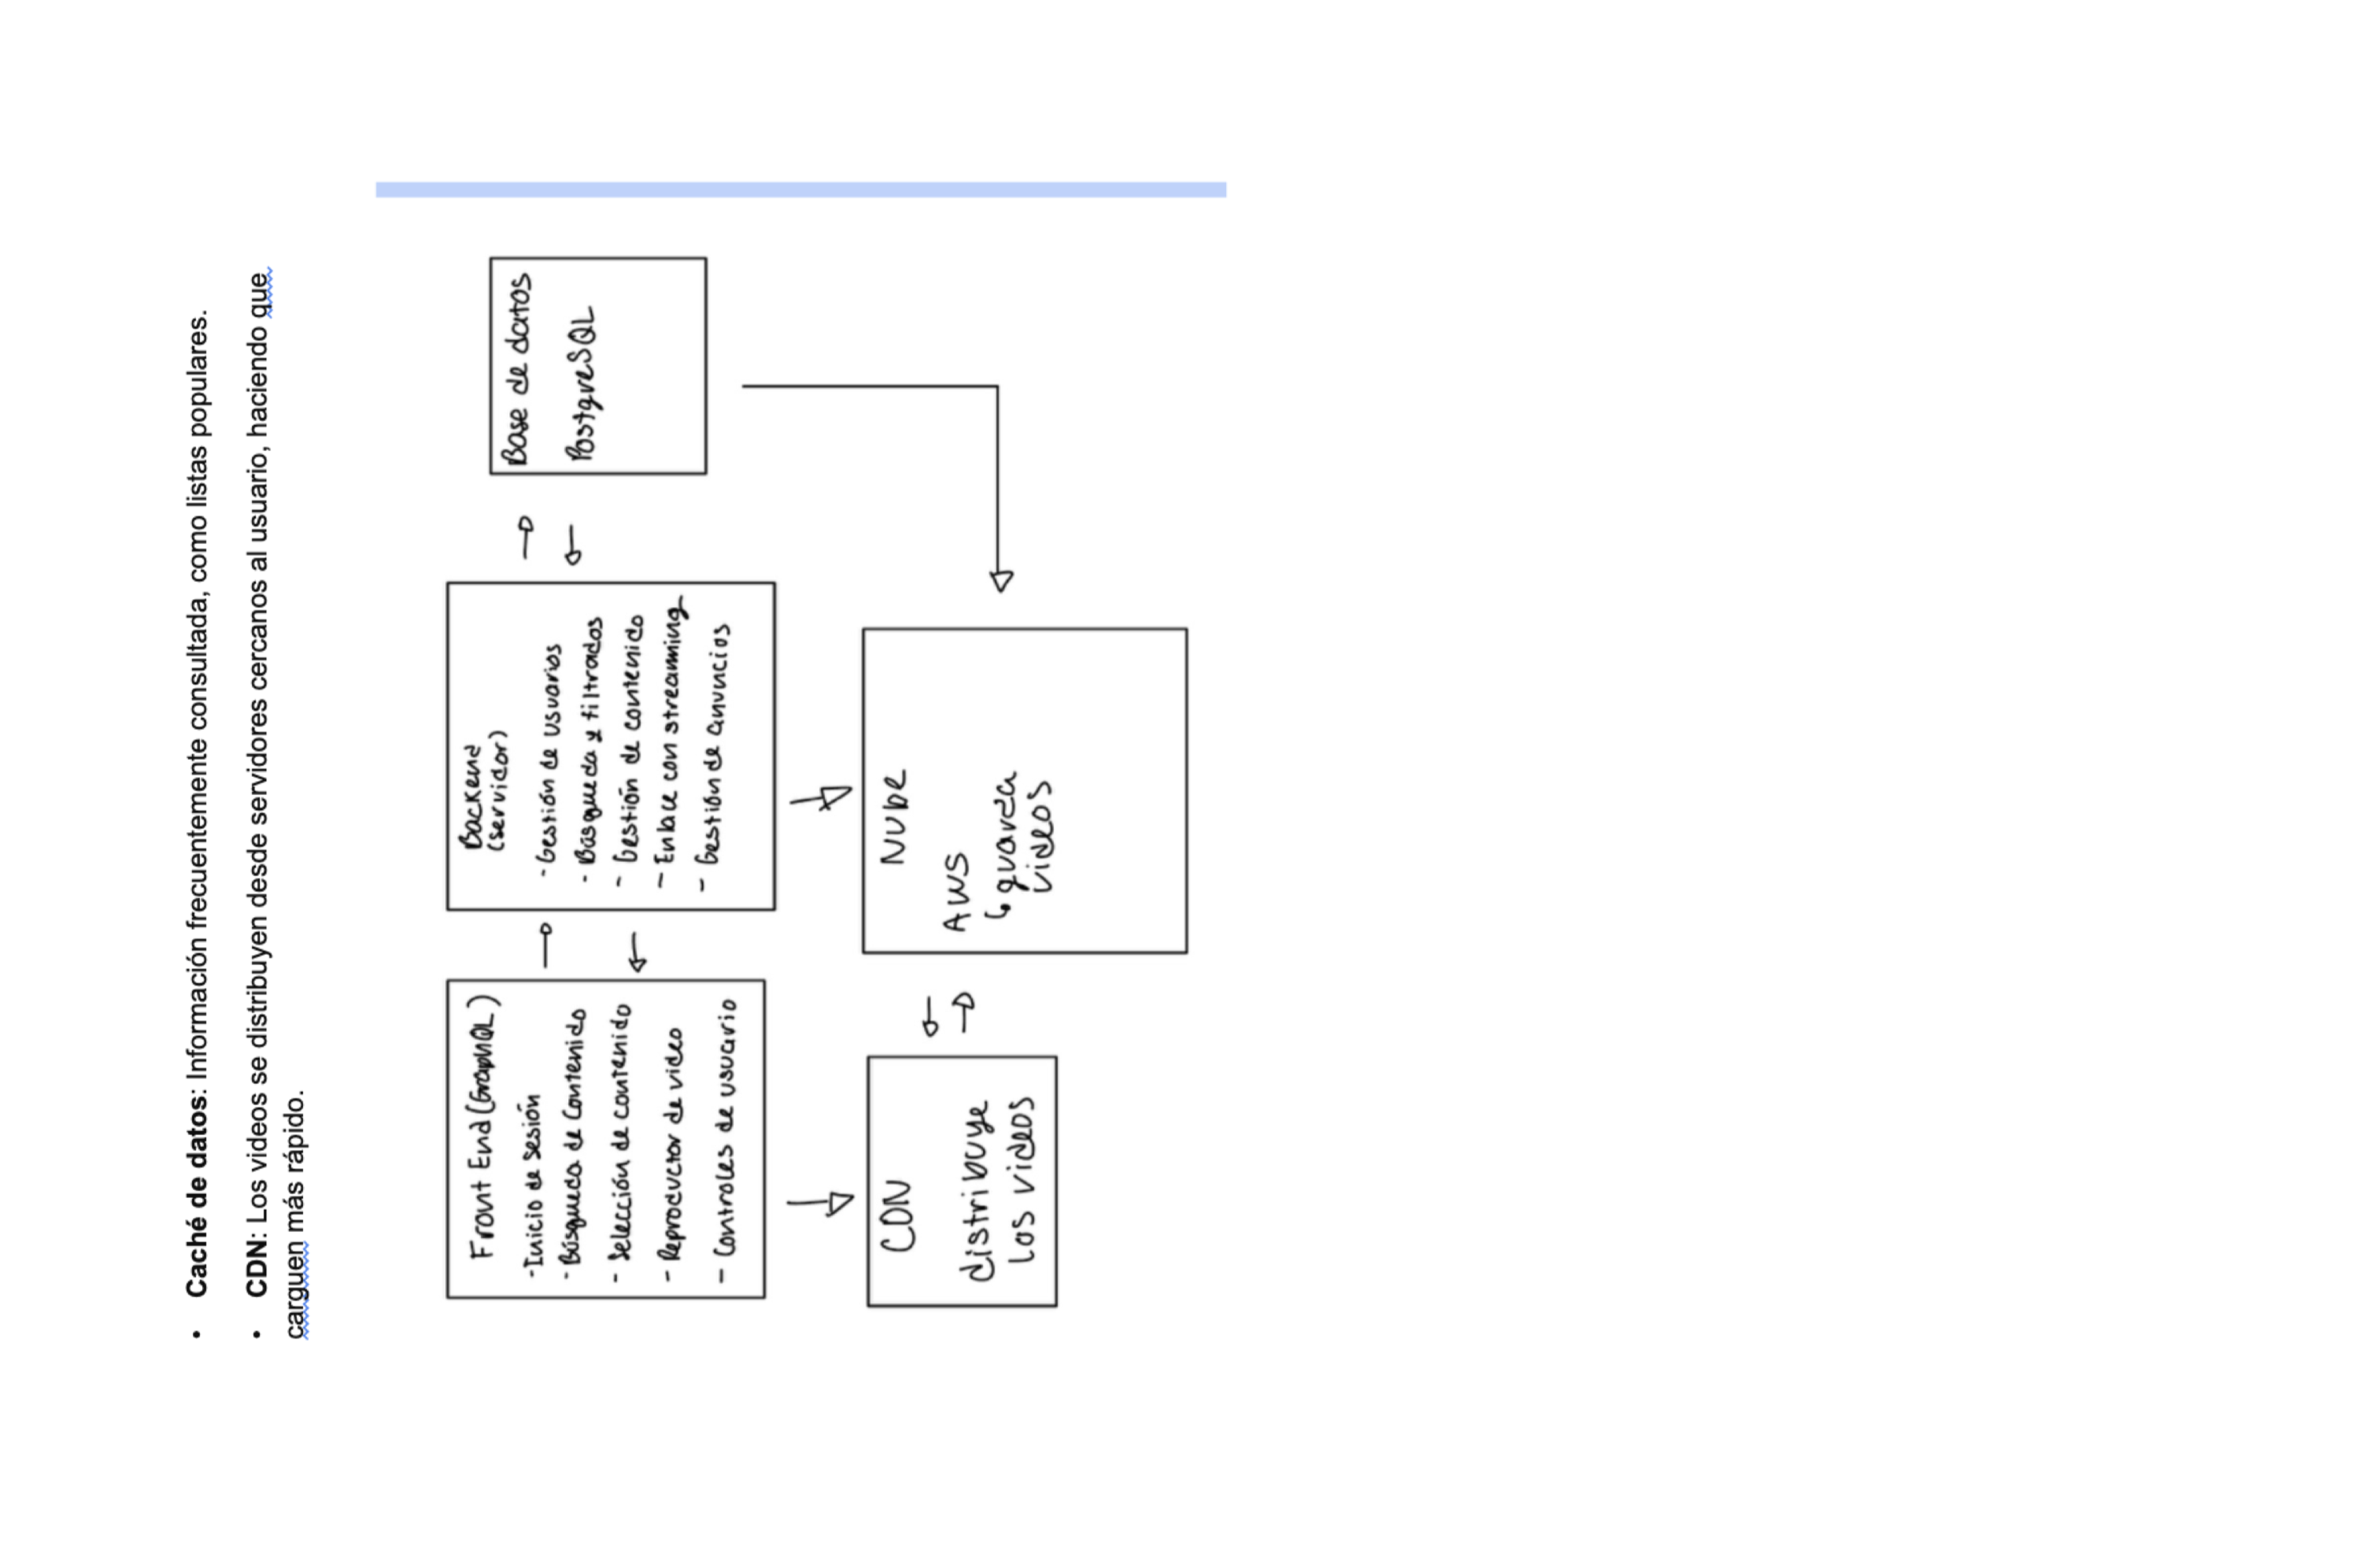 • Caché de datos: Información frecuentemente consultada, como listas populares.
• CDN: Los videos se distribuyen desde servidores cercanos al usuario, haciendo que
carguen más rápido.
Front End (GraphQL)
- Inicio de sesión
- Búsqueda de Contenido
- Selección de contenido
- Reproductor de video
- Controles de usuario
Backend
(servidor)
- Gestión de usuarios
- Búsqueda y filtrados
- Gestión de contenido
- Enlace con streaming
- Gestión de anuncios
Base de datos
PostgreSQL
CDN
distribuye
los videos
Nube
AWS
↳ guarda
videos